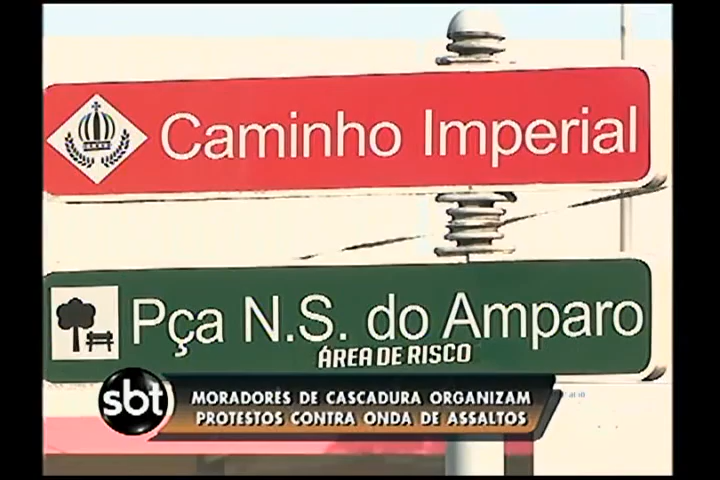 Caminho Imperial
Pça N.S. do Amparo
ÁREA DE RISCO
sbt
MORADORES DE CASCADURA ORGANIZAM
PROTESTOS CONTRA ONDA DE ASSALTOS